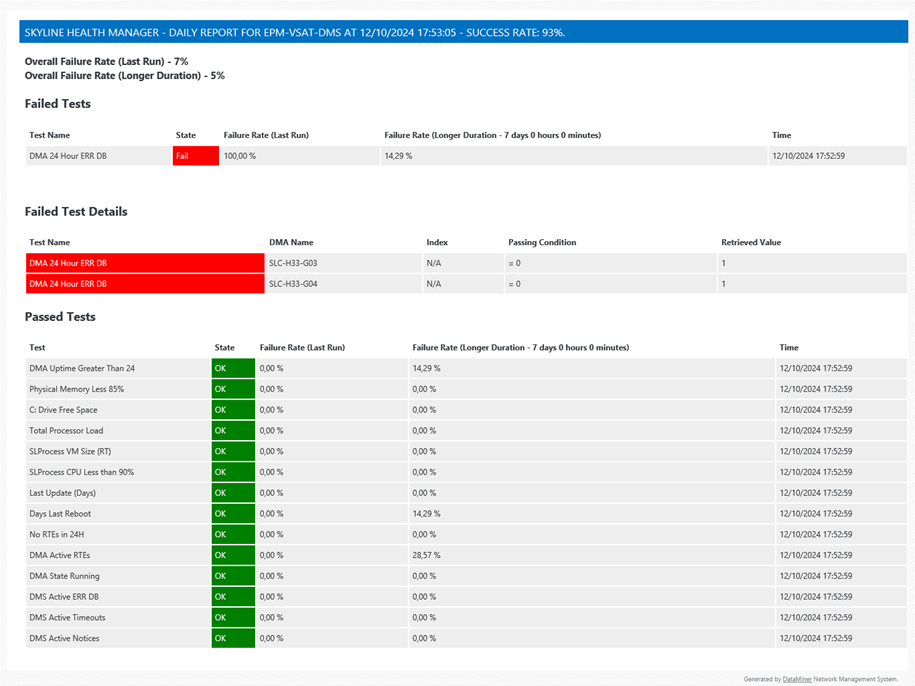 SKYLINE HEALTH MANAGER - DAILY REPORT FOR EPM-VSAT-DMS AT 12/10/2024 17:53:05 - SUCCESS RATE: 93%.
Overall Failure Rate (Last Run) - 7%
Overall Failure Rate (Longer Duration) - 5%
Failed Tests
Test Name State Failure Rate (Last Run) Failure Rate (Longer Duration - 7 days 0 hours 0 minutes) Time
DMA 24 Hour ERR DB Fail 100,00 % 14,29 % 12/10/2024 17:52:59
Failed Test Details
Test Name DMA Name Index Passing Condition Retrieved Value
DMA 24 Hour ERR DB SLC-H33-G03 N/A = 0 1
DMA 24 Hour ERR DB SLC-H33-G04 N/A = 0 1
Passed Tests
Test State Failure Rate (Last Run) Failure Rate (Longer Duration - 7 days 0 hours 0 minutes) Time
DMA Uptime Greater Than 24 OK 0,00 % 14,29 % 12/10/2024 17:52:59
Physical Memory Less 85% OK 0,00 % 0,00 % 12/10/2024 17:52:59
C: Drive Free Space OK 0,00 % 0,00 % 12/10/2024 17:52:59
Total Processor Load OK 0,00 % 0,00 % 12/10/2024 17:52:59
SLProcess VM Size (RT) OK 0,00 % 0,00 % 12/10/2024 17:52:59
SLProcess CPU Less than 90% OK 0,00 % 0,00 % 12/10/2024 17:52:59
Last Update (Days) OK 0,00 % 0,00 % 12/10/2024 17:52:59
Days Last Reboot OK 0,00 % 14,29 % 12/10/2024 17:52:59
No RTEs in 24H OK 0,00 % 0,00 % 12/10/2024 17:52:59
DMA Active RTEs OK 0,00 % 28,57 % 12/10/2024 17:52:59
DMA State Running OK 0,00 % 0,00 % 12/10/2024 17:52:59
DMS Active ERR DB OK 0,00 % 0,00 % 12/10/2024 17:52:59
DMS Active Timeouts OK 0,00 % 0,00 % 12/10/2024 17:52:59
DMS Active Notices OK 0,00 % 0,00 % 12/10/2024 17:52:59
Generated by DataMiner Network Management System.